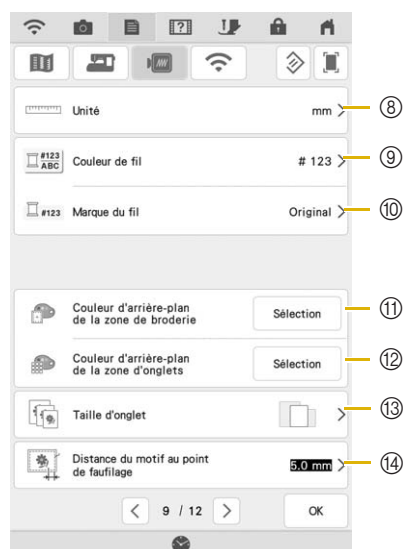 Unité mm ⑧
#123
ABC
Couleur de fil # 123 ⑨
#123 Marque du fil Original ⑩
Couleur d'arrière-plan
de la zone de broderie
Sélection ⑪
Couleur d'arrière-plan
de la zone d'onglets
Sélection ⑫
Taille d'onglet ⑬
Distance du motif au point
de faufilage
5.0 mm ⑭
9 / 12 OK